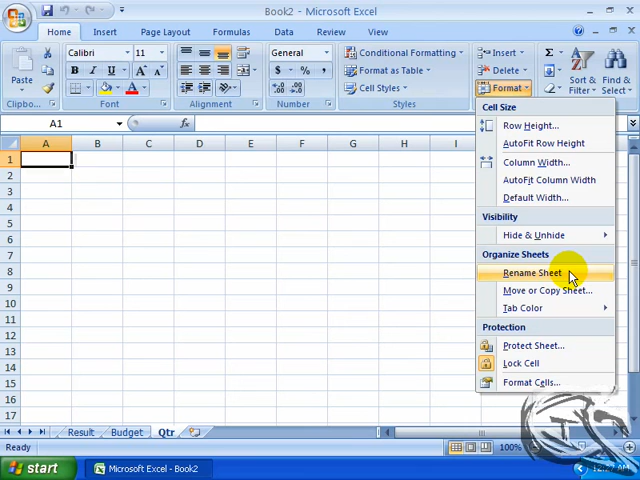 Book2 - Microsoft Excel
Home Insert Page Layout Formulas Data Review View
Paste
Clipboard
Calibri 11
B I U A A
Font
Alignment
General
$ % ,
Number
Conditional Formatting
Format as Table
Cell Styles
Styles
Insert
Delete
Format
Σ
Sort & Filter
Find & Select
A1 fx
A B C D E F G H I
1
2
3
4
5
6
7
8
9
10
11
12
13
14
15
16
17
Cell Size
Row Height...
AutoFit Row Height
Column Width...
AutoFit Column Width
Default Width...
Visibility
Hide & Unhide
Organize Sheets
Rename Sheet
Move or Copy Sheet...
Tab Color
Protection
Protect Sheet...
Lock Cell
Format Cells...
Result Budget Qtr
Ready 100%
start Microsoft Excel - Book2